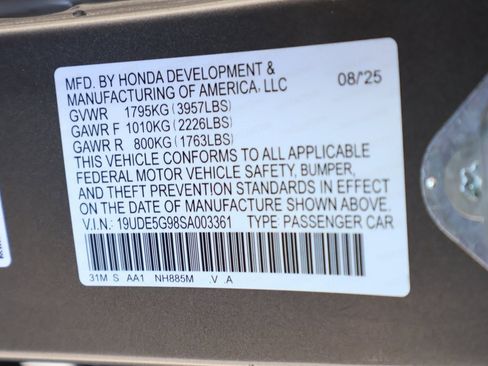 MFD. BY HONDA DEVELOPMENT &
MANUFACTURING OF AMERICA, LLC 08/'25
GVWR 1795KG (3957LBS)
GAWR F 1010KG (2226LBS)
GAWR R 800KG (1763LBS)
THIS VEHICLE CONFORMS TO ALL APPLICABLE
FEDERAL MOTOR VEHICLE SAFETY, BUMPER,
AND THEFT PREVENTION STANDARDS IN EFFECT
ON THE DATE OF MANUFACTURE SHOWN ABOVE.
V.I.N.: 19UDE5G98SA003361 TYPE PASSENGER CAR
31M S AA1 NH885M .V .A